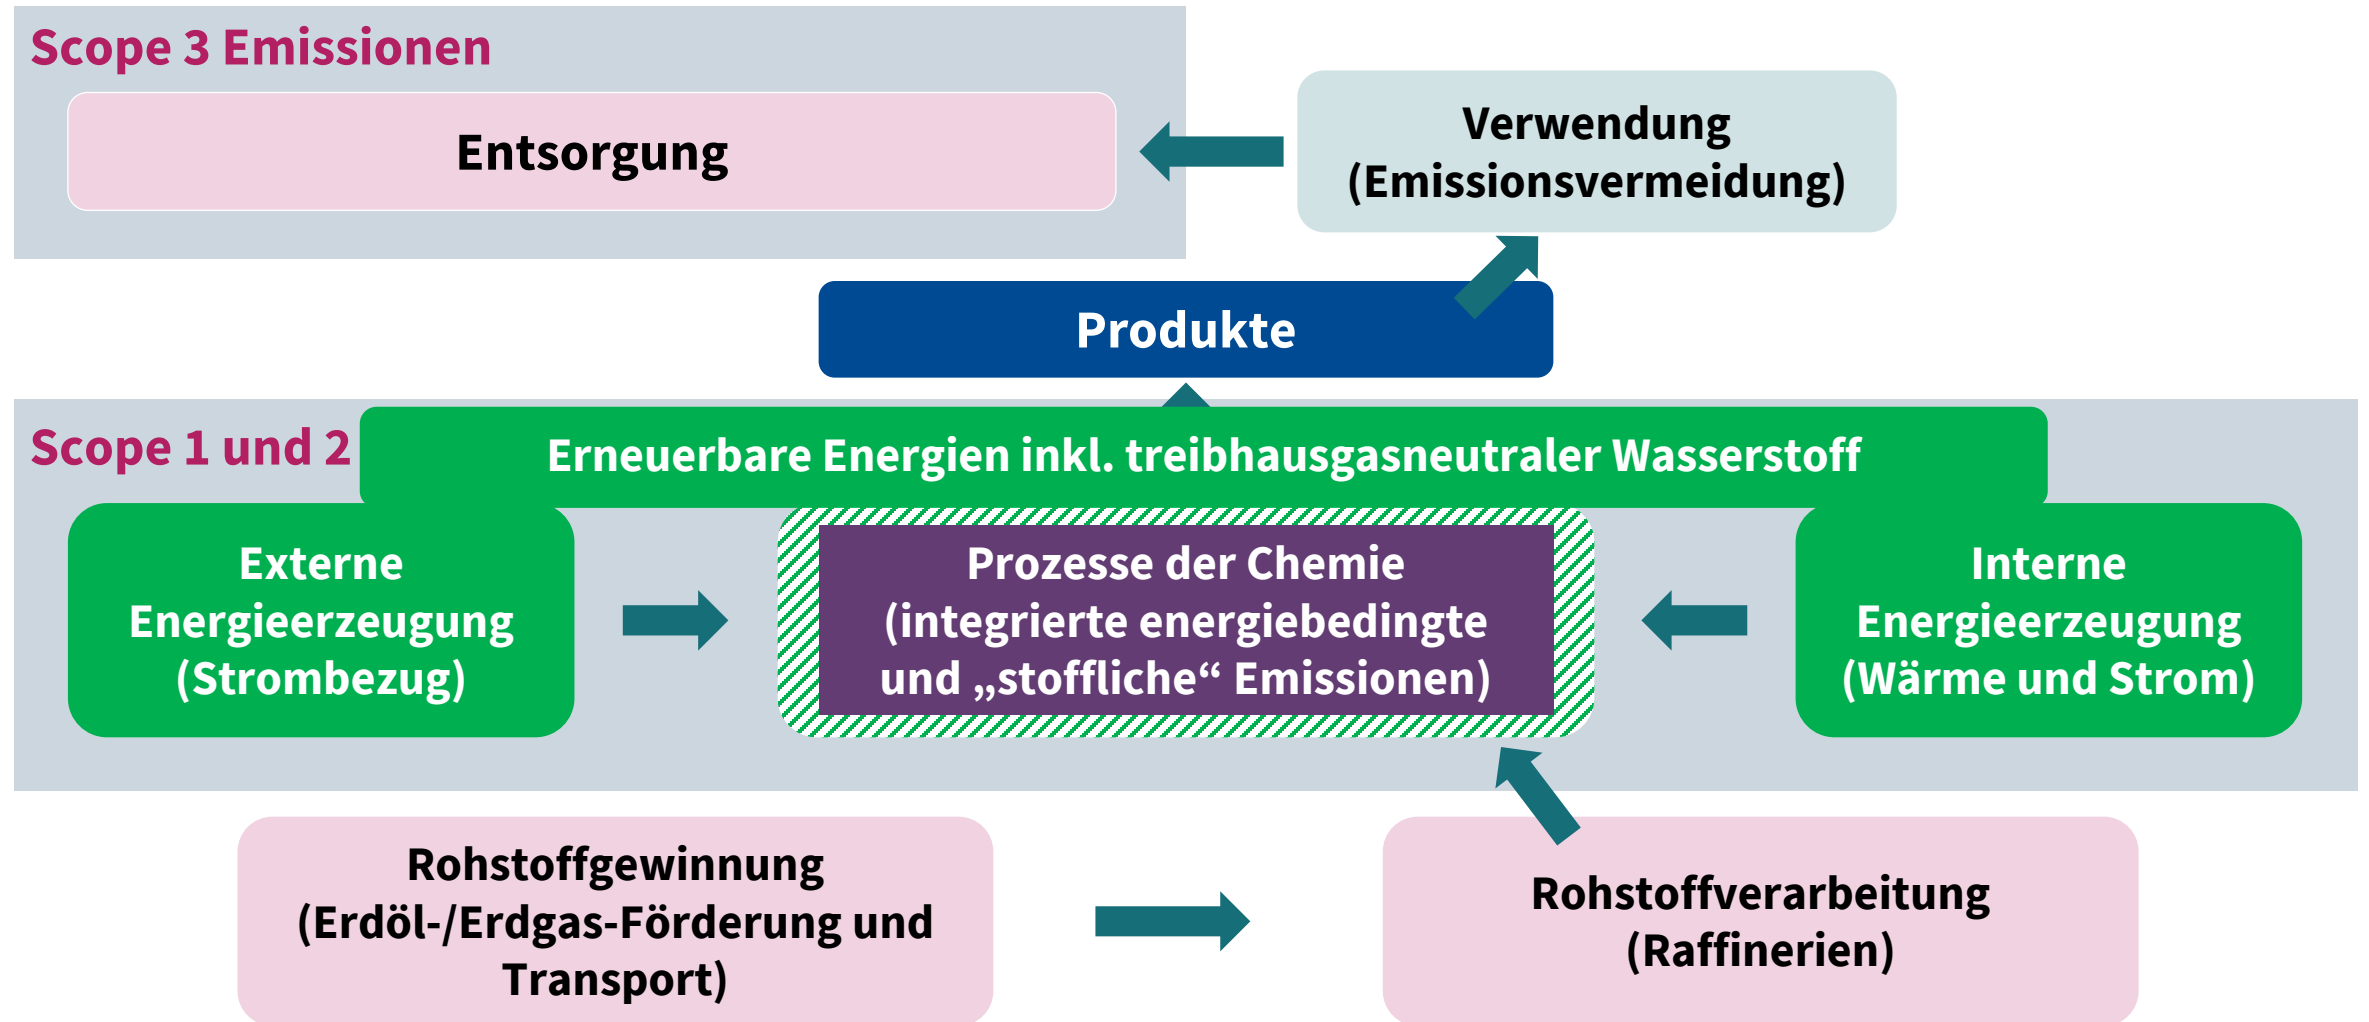 Scope 3 Emissionen
Entsorgung
Verwendung
(Emissionsvermeidung)
Produkte
Scope 1 und 2
Erneuerbare Energien inkl. treibhausgasneutraler Wasserstoff
Externe
Energieerzeugung
(Strombezug)
Prozesse der Chemie
(integrierte energiebedingte
und „stoffliche“ Emissionen)
Interne
Energieerzeugung
(Wärme und Strom)
Rohstoffgewinnung
(Erdöl-/Erdgas-Förderung und
Transport)
Rohstoffverarbeitung
(Raffinerien)